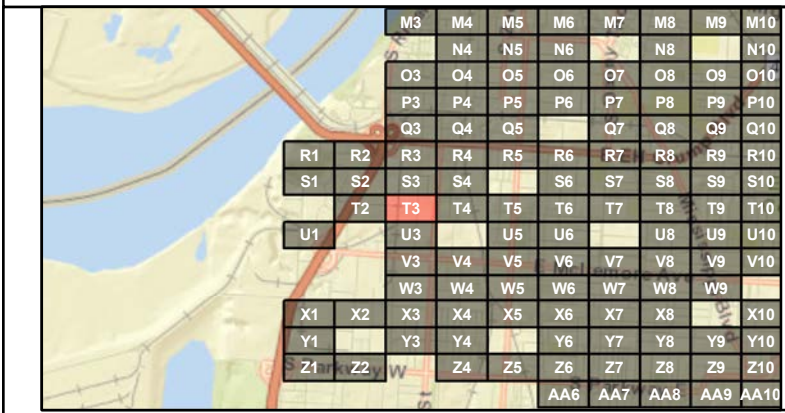 M3 M4 M5 M6 M7 M8 M9 M10
N4 N5 N6 N8 N10
O3 O4 O5 O6 O7 O8 O9 O10
P3 P4 P5 P6 P7 P8 P9 P10
Q3 Q4 Q5 Q7 Q8 Q9 Q10
R1 R2 R3 R4 R5 R6 R7 R8 R9 R10
S1 S2 S3 S4 S6 S7 S8 S9 S10
T2 T3 T4 T5 T6 T7 T8 T9 T10
U1 U3 U5 U6 U8 U9 U10
V3 V4 V5 V6 V7 V8 V9 V10
E McLemore Ave
W3 W4 W5 W6 W7 W8 W9
X1 X2 X3 X4 X5 X6 X7 X8 X10
Y1 Y3 Y4 Y6 Y7 Y8 Y9 Y10
S Parkway W
Z1 Z2 Z4 Z5 Z6 Z7 Z8 Z9 Z10
AA6 AA7 AA8 AA9 AA10